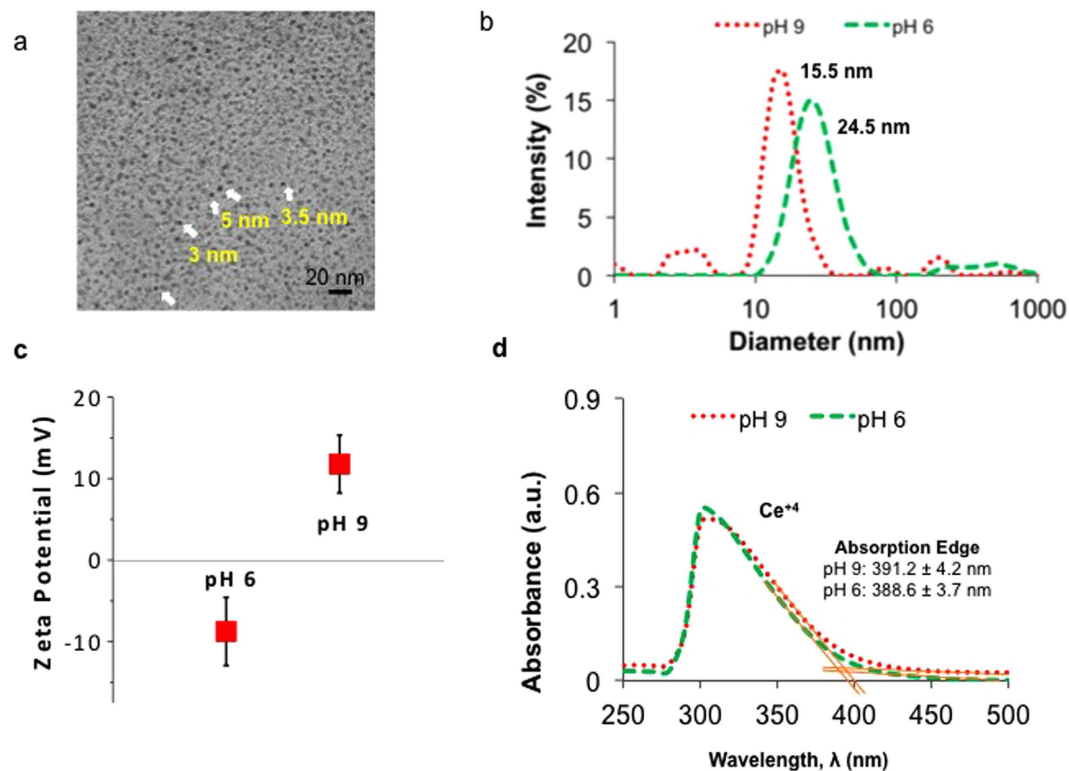 a
5 nm 3.5 nm
3 nm
20 nm
b
pH 9 pH 6
20
15
10
5
0
Intensity (%)
15.5 nm
24.5 nm
1 10 100 1000
Diameter (nm)
c
20
10
0
-10
Zeta Potential (mV)
pH 9
pH 6
d
0.9
0.6
0.3
0
Absorbance (a.u.)
pH 9 pH 6
Ce+4
Absorption Edge
pH 9: 391.2 ± 4.2 nm
pH 6: 388.6 ± 3.7 nm
250 300 350 400 450 500
Wavelength, λ (nm)